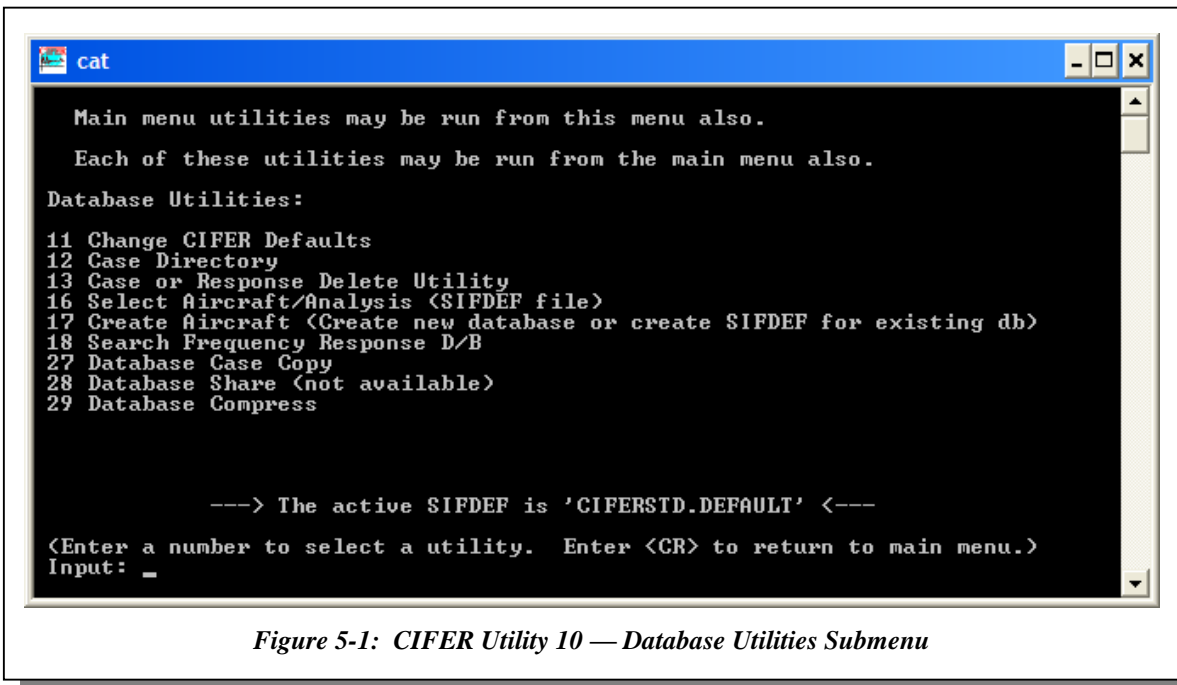 cat
Main menu utilities may be run from this menu also.
Each of these utilities may be run from the main menu also.
Database Utilities:
11 Change CIFER Defaults
12 Case Directory
13 Case or Response Delete Utility
16 Select Aircraft/Analysis (SIFDEF file)
17 Create Aircraft (Create new database or create SIFDEF for existing db)
18 Search Frequency Response D/B
27 Database Case Copy
28 Database Share (not available)
29 Database Compress
---> The active SIFDEF is 'CIFERSTD.DEFAULT' <---
(Enter a number to select a utility.  Enter <CR> to return to main menu.)
Input: _
Figure 5-1: CIFER Utility 10 — Database Utilities Submenu